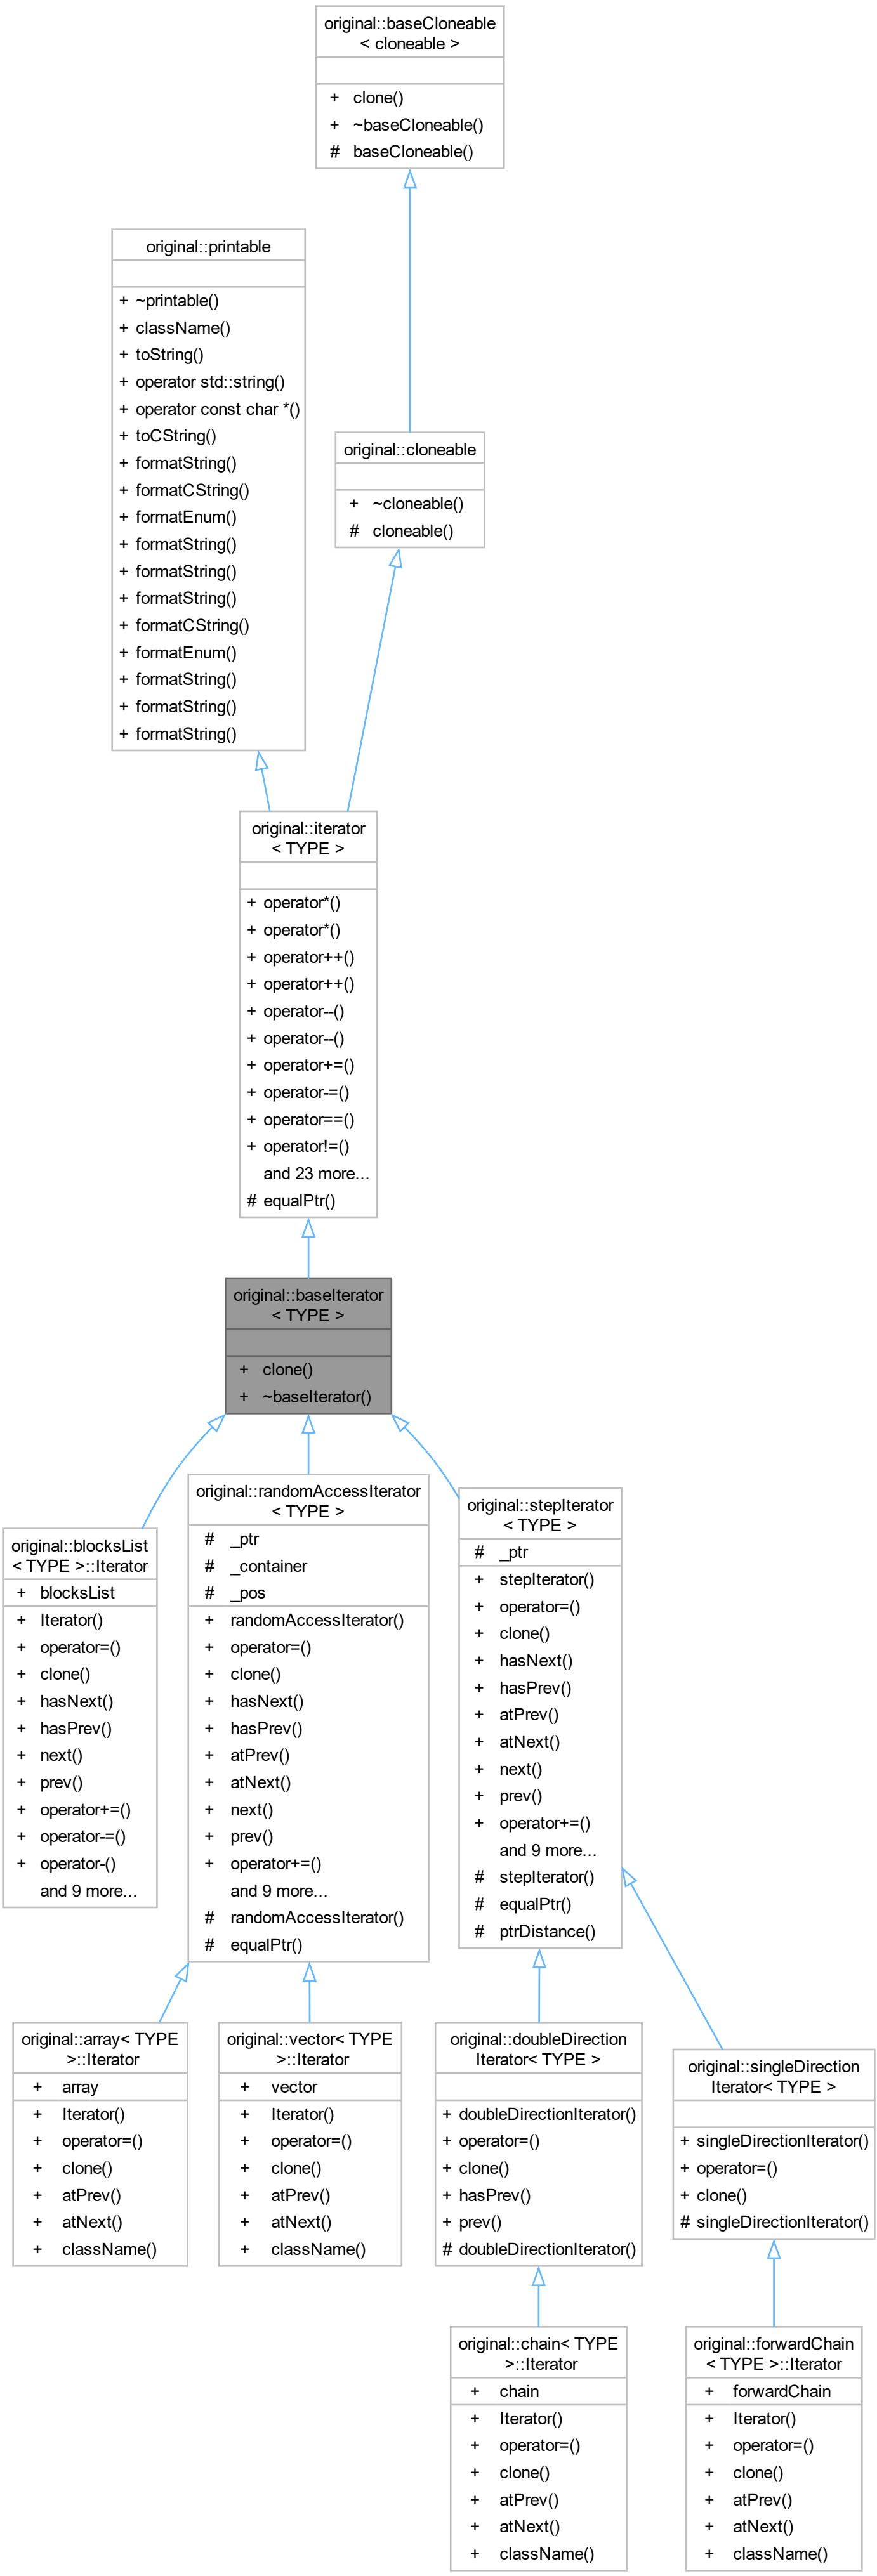 original::baseCloneable
< cloneable >
+ clone()
+ ~baseCloneable()
# baseCloneable()
original::printable
+ ~printable()
+ className()
+ toString()
+ operator std::string()
+ operator const char *()
+ toCString()
+ formatString()
+ formatCString()
+ formatEnum()
+ formatString()
+ formatString()
+ formatString()
+ formatCString()
+ formatEnum()
+ formatString()
+ formatString()
+ formatString()
original::cloneable
+ ~cloneable()
# cloneable()
original::iterator
< TYPE >
+ operator*()
+ operator*()
+ operator++()
+ operator++()
+ operator--()
+ operator--()
+ operator+=()
+ operator-=()
+ operator==()
+ operator!=()
and 23 more...
# equalPtr()
original::baseIterator
< TYPE >
+ clone()
+ ~baseIterator()
original::blocksList
< TYPE >::Iterator
+ blocksList
+ Iterator()
+ operator=()
+ clone()
+ hasNext()
+ hasPrev()
+ next()
+ prev()
+ operator+=()
+ operator-=()
+ operator-()
and 9 more...
original::randomAccessIterator
< TYPE >
# _ptr
# _container
# _pos
+ randomAccessIterator()
+ operator=()
+ clone()
+ hasNext()
+ hasPrev()
+ atPrev()
+ atNext()
+ next()
+ prev()
+ operator+=()
and 9 more...
# randomAccessIterator()
# equalPtr()
original::stepIterator
< TYPE >
# _ptr
+ stepIterator()
+ operator=()
+ clone()
+ hasNext()
+ hasPrev()
+ atPrev()
+ atNext()
+ next()
+ prev()
+ operator+=()
and 9 more...
# stepIterator()
# equalPtr()
# ptrDistance()
original::array< TYPE
>::Iterator
+ array
+ Iterator()
+ operator=()
+ clone()
+ atPrev()
+ atNext()
+ className()
original::vector< TYPE
>::Iterator
+ vector
+ Iterator()
+ operator=()
+ clone()
+ atPrev()
+ atNext()
+ className()
original::doubleDirection
Iterator< TYPE >
+ doubleDirectionIterator()
+ operator=()
+ clone()
+ hasPrev()
+ prev()
# doubleDirectionIterator()
original::singleDirection
Iterator< TYPE >
+ singleDirectionIterator()
+ operator=()
+ clone()
# singleDirectionIterator()
original::chain< TYPE
>::Iterator
+ chain
+ Iterator()
+ operator=()
+ clone()
+ atPrev()
+ atNext()
+ className()
original::forwardChain
< TYPE >::Iterator
+ forwardChain
+ Iterator()
+ operator=()
+ clone()
+ atPrev()
+ atNext()
+ className()